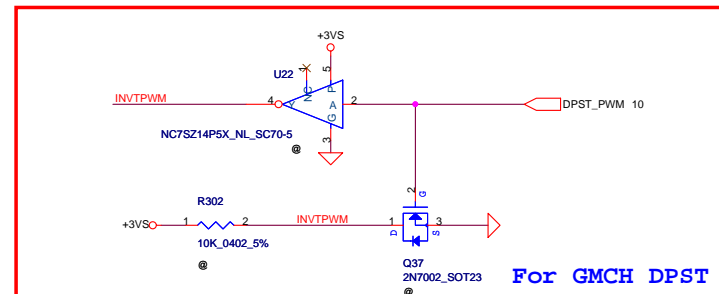 +3VS
U22
1
5
NC
P
INVTPWM
4
Y
A
2
DPST_PWM 10
G
3
NC7SZ14P5X_NL_SC70-5
@
2
G
R302
+3VS
1
2
INVTPWM
1
3
D
S
10K_0402_5%
@
Q37
2N7002_SOT23
@
For GMCH DPST